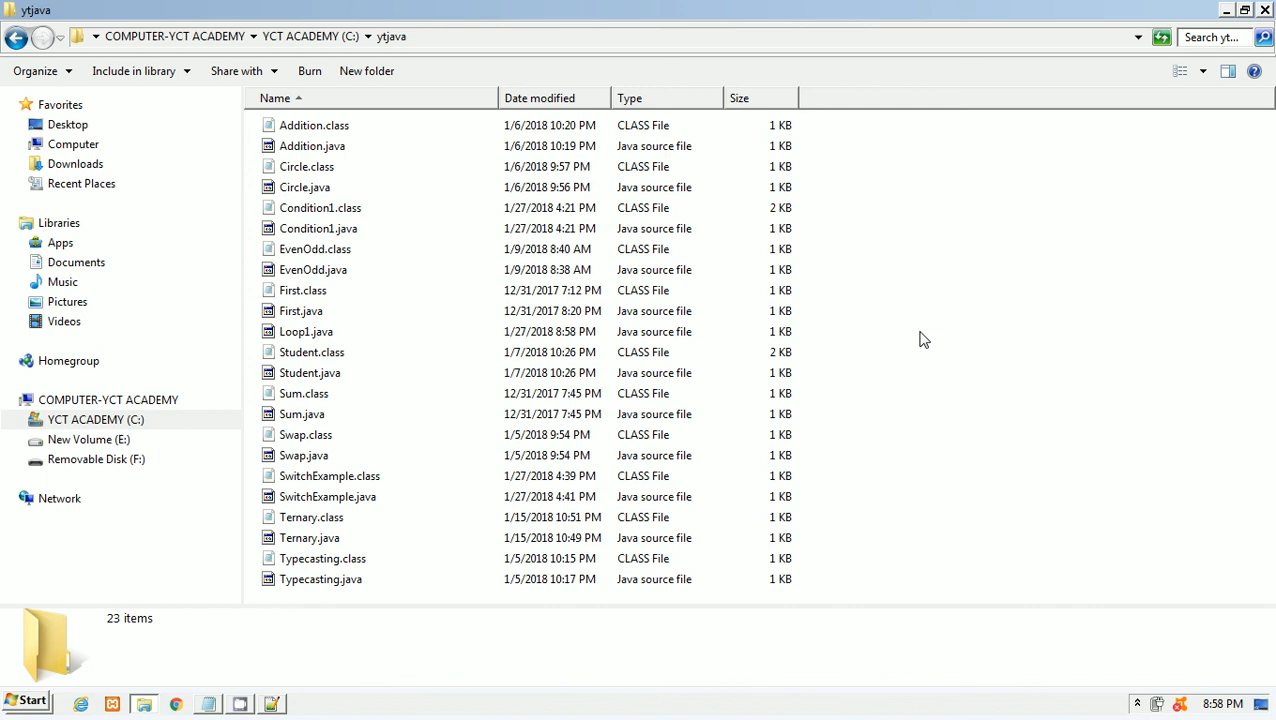 ytjava
COMPUTER-YCT ACADEMY YCT ACADEMY (C:) ytjava Search yt...
Organize Include in library Share with Burn New folder
Favorites
Desktop
Computer
Downloads
Recent Places
Libraries
Apps
Documents
Music
Pictures
Videos
Homegroup
COMPUTER-YCT ACADEMY
YCT ACADEMY (C:)
New Volume (E:)
Removable Disk (F:)
Network
Name Date modified Type Size
Addition.class 1/6/2018 10:20 PM CLASS File 1 KB
Addition.java 1/6/2018 10:19 PM Java source file 1 KB
Circle.class 1/6/2018 9:57 PM CLASS File 1 KB
Circle.java 1/6/2018 9:56 PM Java source file 1 KB
Condition1.class 1/27/2018 4:21 PM CLASS File 2 KB
Condition1.java 1/27/2018 4:21 PM Java source file 1 KB
EvenOdd.class 1/9/2018 8:40 AM CLASS File 1 KB
EvenOdd.java 1/9/2018 8:38 AM Java source file 1 KB
First.class 12/31/2017 7:12 PM CLASS File 1 KB
First.java 12/31/2017 8:20 PM Java source file 1 KB
Loop1.java 1/27/2018 8:58 PM Java source file 1 KB
Student.class 1/7/2018 10:26 PM CLASS File 2 KB
Student.java 1/7/2018 10:26 PM Java source file 1 KB
Sum.class 12/31/2017 7:45 PM CLASS File 1 KB
Sum.java 12/31/2017 7:45 PM Java source file 1 KB
Swap.class 1/5/2018 9:54 PM CLASS File 1 KB
Swap.java 1/5/2018 9:54 PM Java source file 1 KB
SwitchExample.class 1/27/2018 4:39 PM CLASS File 1 KB
SwitchExample.java 1/27/2018 4:41 PM Java source file 1 KB
Ternary.class 1/15/2018 10:51 PM CLASS File 1 KB
Ternary.java 1/15/2018 10:49 PM Java source file 1 KB
Typecasting.class 1/5/2018 10:15 PM CLASS File 1 KB
Typecasting.java 1/5/2018 10:17 PM Java source file 1 KB
23 items
Start 8:58 PM